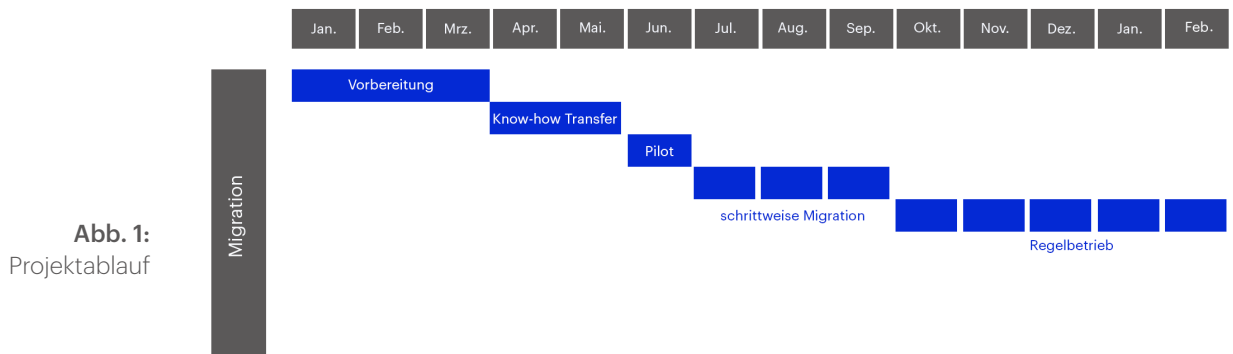 Jan. Feb. Mrz. Apr. Mai. Jun. Jul. Aug. Sep. Okt. Nov. Dez. Jan. Feb.
Vorbereitung
Know-how Transfer
Pilot
schrittweise Migration
Regelbetrieb
Migration
Abb. 1:
Projektablauf